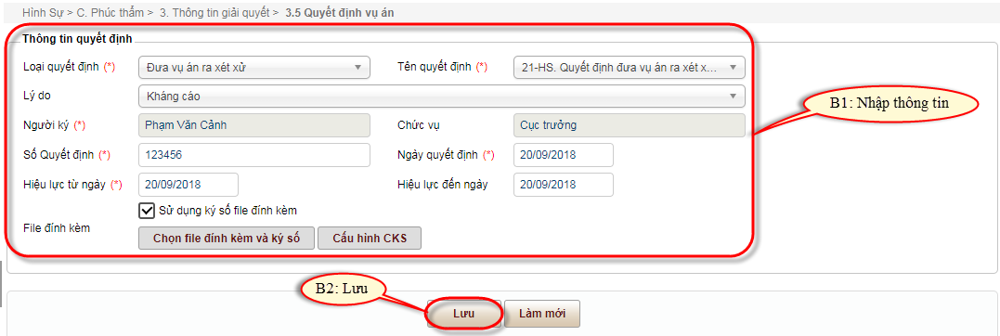 Hình Sự > C. Phúc thẩm > 3. Thông tin giải quyết > 3.5 Quyết định vụ án
Thông tin quyết định
Loại quyết định (*) Đưa vụ án ra xét xử Tên quyết định (*) 21-HS. Quyết định đưa vụ án ra xét x...
Lý do Kháng cáo
B1: Nhập thông tin
Người ký (*) Phạm Văn Cảnh Chức vụ Cục trưởng
Số Quyết định (*) 123456 Ngày quyết định (*) 20/09/2018
Hiệu lực từ ngày (*) 20/09/2018 Hiệu lực đến ngày 20/09/2018
Sử dụng ký số file đính kèm
File đính kèm
Chọn file đính kèm và ký số Cấu hình CKS
B2: Lưu
Lưu Làm mới